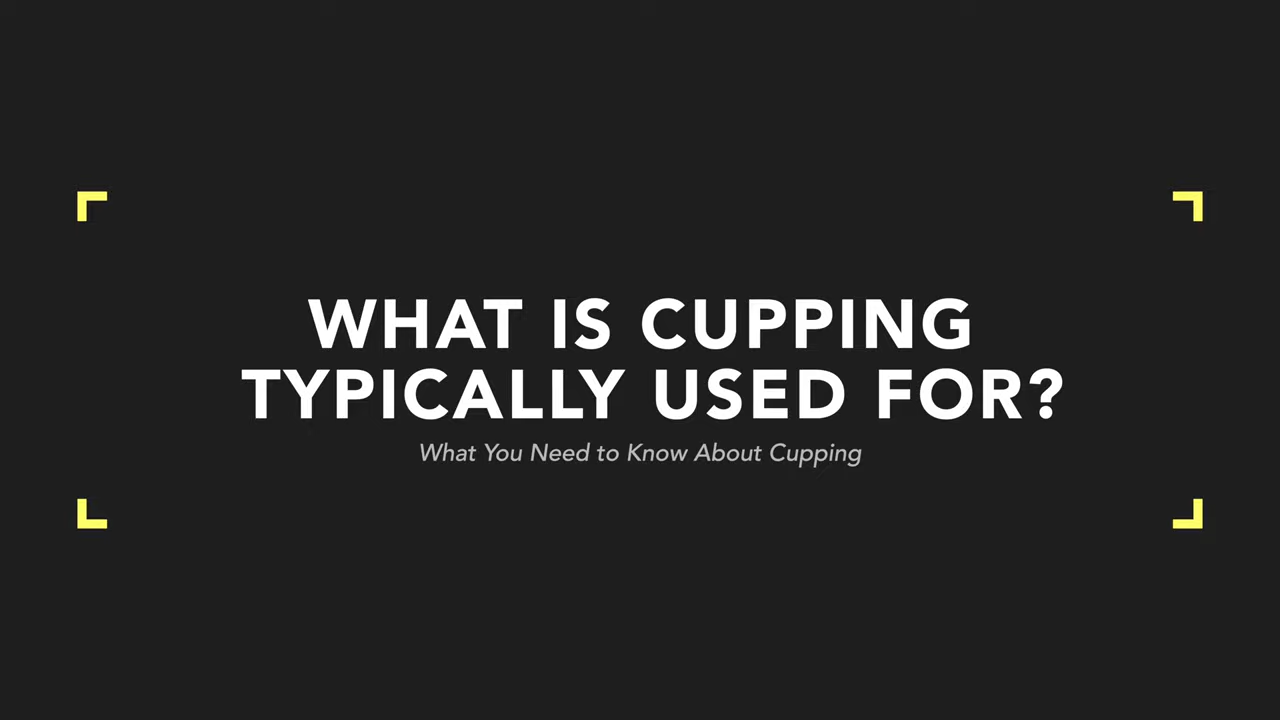 WHAT IS CUPPING
TYPICALLY USED FOR?
What You Need to Know About Cupping